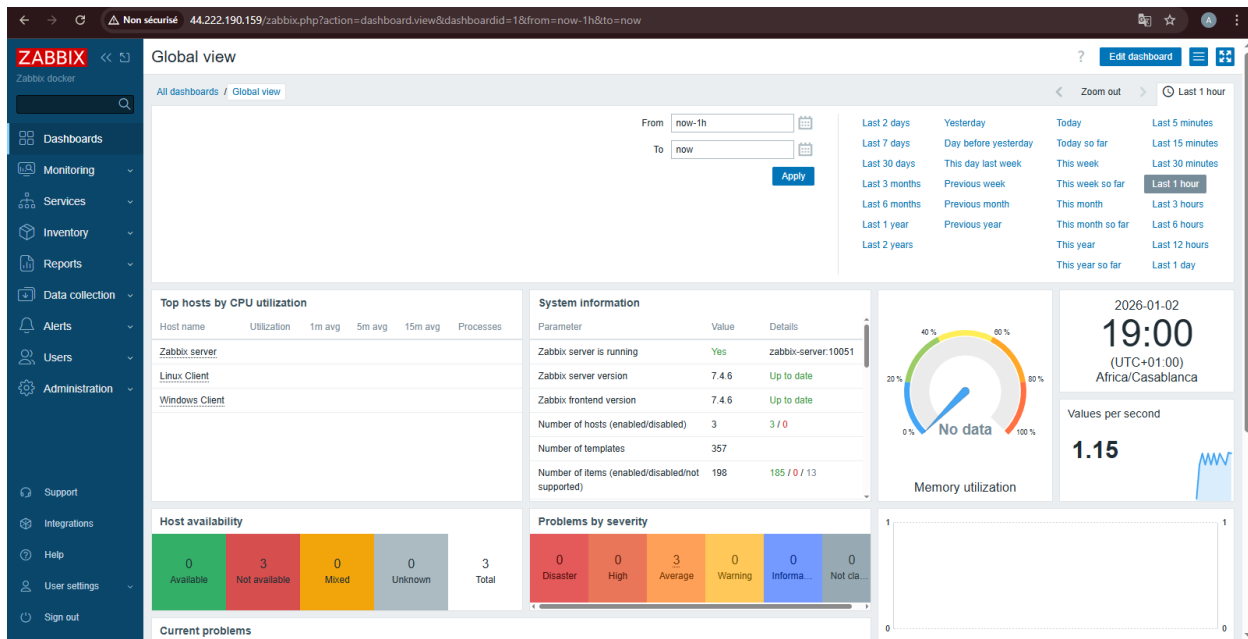 Non sécurisé 44.222.190.159/zabbix.php?action=dashboard.view&dashboardid=1&from=now-1h&to=now
A
ZABBIX
Zabbix docker
Dashboards
Monitoring
Services
Inventory
Reports
Data collection
Alerts
Users
Administration
Support
Integrations
Help
User settings
Sign out
Global view
? Edit dashboard
All dashboards / Global view
Zoom out Last 1 hour
From now-1h
To now
Apply
Last 2 days Yesterday Today Last 5 minutes
Last 7 days Day before yesterday Today so far Last 15 minutes
Last 30 days This day last week This week Last 30 minutes
Last 3 months Previous week This week so far Last 1 hour
Last 6 months Previous month This month Last 3 hours
Last 1 year Previous year This month so far Last 6 hours
Last 2 years This year Last 12 hours
This year so far Last 1 day
Top hosts by CPU utilization
Host name Utilization 1m avg 5m avg 15m avg Processes
Zabbix server
Linux Client
Windows Client
System information
Parameter Value Details
Zabbix server is running Yes zabbix-server:10051
Zabbix server version 7.4.6 Up to date
Zabbix frontend version 7.4.6 Up to date
Number of hosts (enabled/disabled) 3 3 / 0
Number of templates 357
Number of items (enabled/disabled/not 198 185 / 0 / 13
supported)
40 % 60 %
20 % 80 %
0 % No data 100 %
Memory utilization
2026-01-02
19:00
(UTC+01:00)
Africa/Casablanca
Values per second
1.15
Host availability
0 3 0 0 3
Available Not available Mixed Unknown Total
Problems by severity
0 0 3 0 0 0
Disaster High Average Warning Informa... Not cla...
1 1
0 0
Current problems